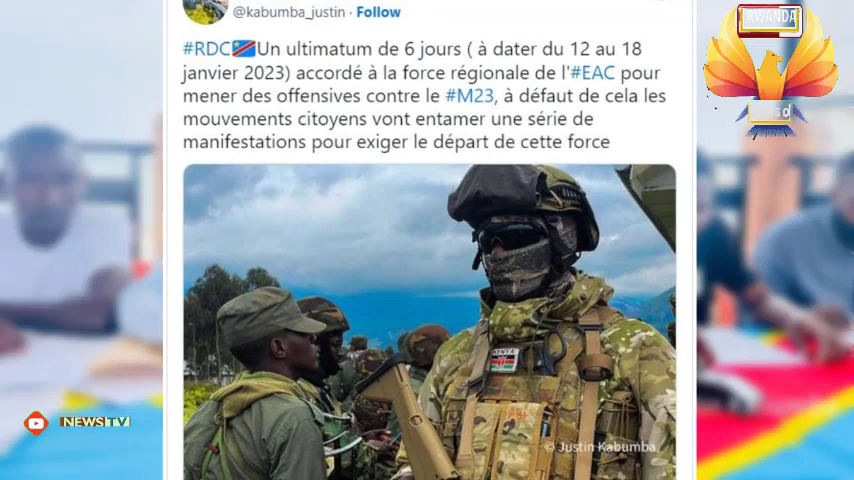 RWANDA
@kabumba_justin · Follow
#RDC🇨🇩Un ultimatum de 6 jours ( à dater du 12 au 18
janvier 2023) accordé à la force régionale de l'#EAC pour
mener des offensives contre le #M23, à défaut de cela les
mouvements citoyens vont entamer une série de
manifestations pour exiger le départ de cette force
KENYA
© Justin Kabumba
NEWS TV